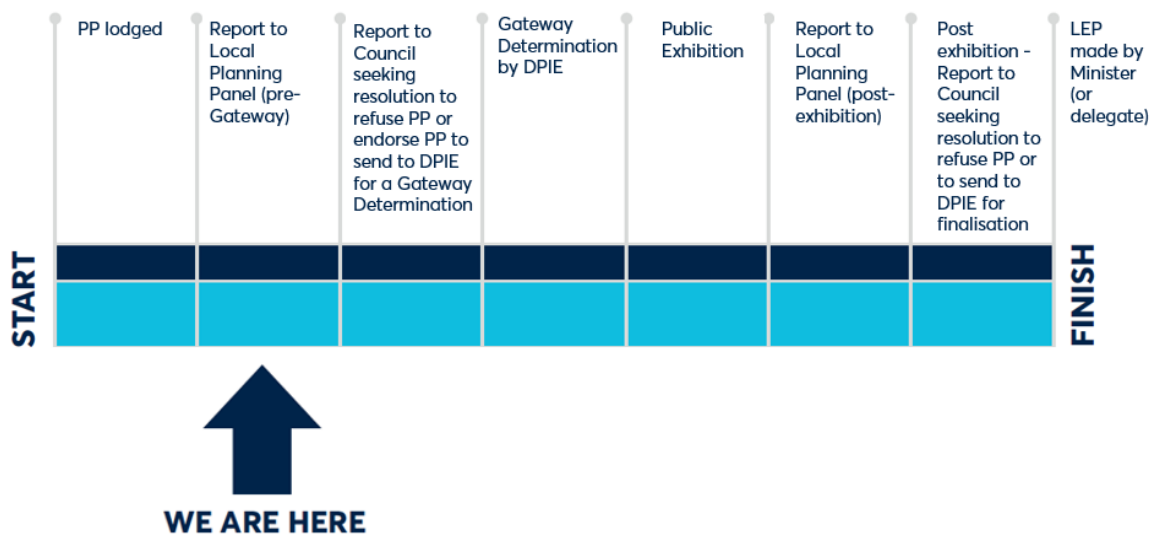 PP lodged
Report to
Local
Planning
Panel (pre-
Gateway)
Report to
Council
seeking
resolution to
refuse PP or
endorse PP to
send to DPIE
for a Gateway
Determination
Gateway
Determination
by DPIE
Public
Exhibition
Report to
Local
Planning
Panel (post-
exhibition)
Post
exhibition -
Report to
Council
seeking
resolution to
refuse PP or
to send to
DPIE for
finalisation
LEP
made by
Minister
(or
delegate)
START
FINISH
WE ARE HERE